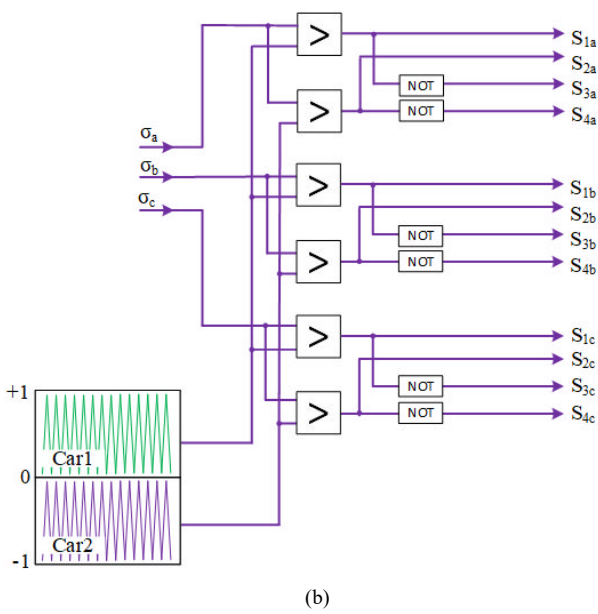 >
S1a
S2a
NOT
S3a
>
NOT
S4a
σa
σb
>
S1b
σc
S2b
NOT
S3b
>
NOT
S4b
>
S1c
S2c
NOT
S3c
+1
>
NOT
S4c
Car1
0
Car2
-1
(b)